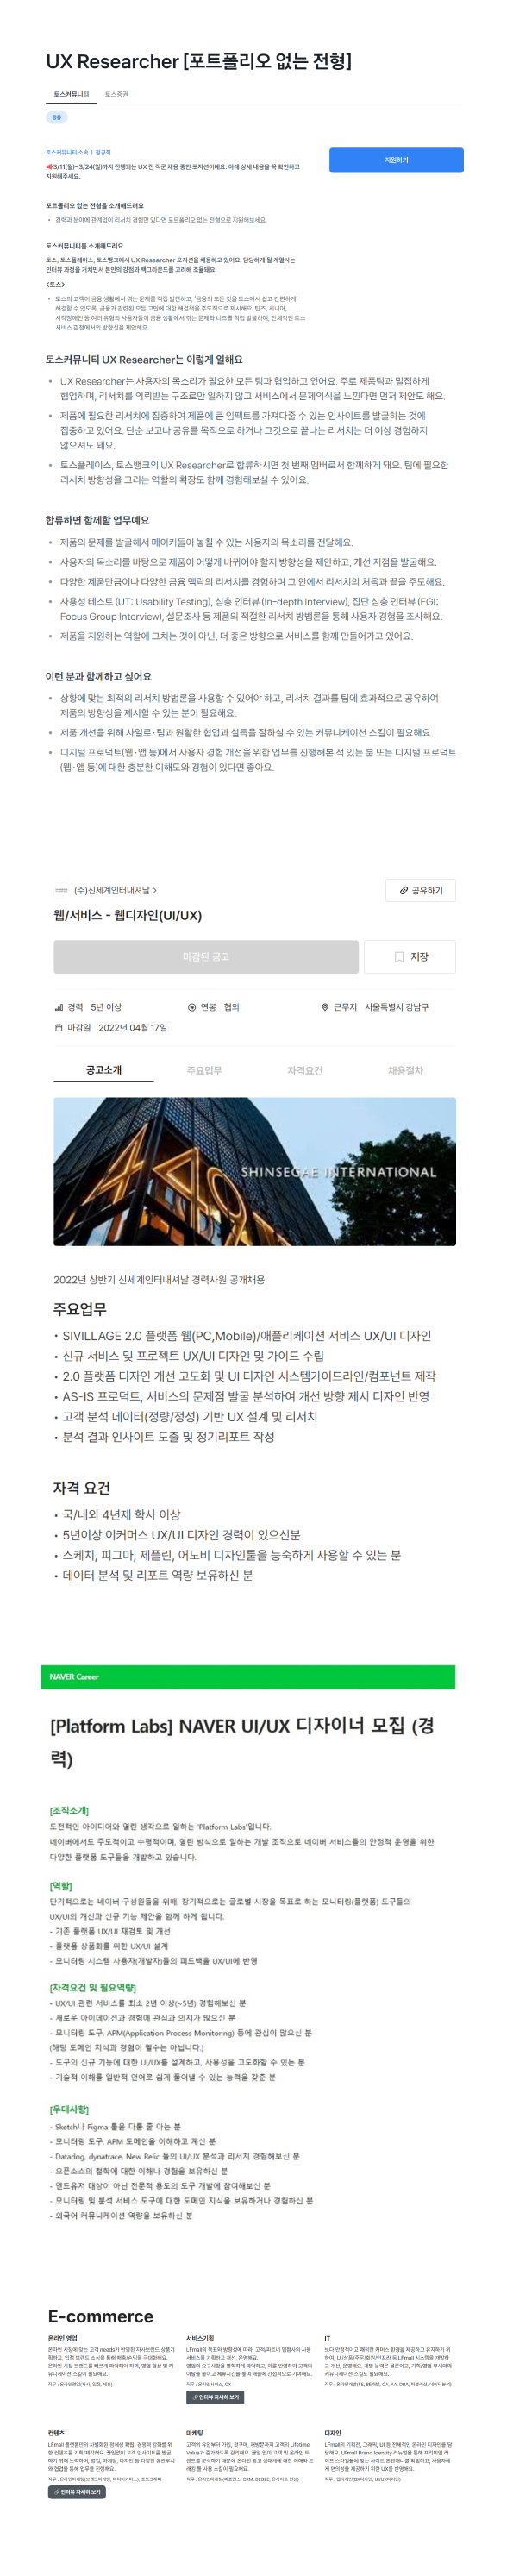 UX Researcher [포트폴리오 없는 전형]
토스커뮤니티 토스증권
공통
토스커뮤니티 소속 | 정규직
3/11(월)~3/24(일)까지 진행되는 UX 전 직군 채용 중인 포지션이에요. 아래 상세 내용을 꼭 확인하고
지원해주세요.
지원하기
포트폴리오 없는 전형을 소개해드려요
• 경력과 분야에 관계없이 리서치 경험만 있다면 포트폴리오 없는 전형으로 지원해보세요.
토스커뮤니티를 소개해드려요
토스, 토스플레이스, 토스뱅크에서 UX Researcher 포지션을 채용하고 있어요. 담당하게 될 계열사는
인터뷰 과정을 거치면서 본인의 강점과 백그라운드를 고려해 조율돼요.
<토스>
• 토스의 고객이 금융 생활에서 겪는 문제를 직접 발견하고, '금융의 모든 것을 토스에서 쉽고 간편하게'
해결할 수 있도록, 금융과 관련된 모든 고민에 대한 해결책을 주도적으로 제시해요. 틴즈, 시니어,
사각장애인 등 여러 유형의 사용자들이 금융 생활에서 겪는 문제와 니즈를 직접 발굴하며, 전체적인 토스
서비스 관점에서의 방향성을 제안해요.
토스커뮤니티 UX Researcher는 이렇게 일해요
• UX Researcher는 사용자의 목소리가 필요한 모든 팀과 협업하고 있어요. 주로 제품팀과 밀접하게
협업하며, 리서치를 의뢰받는 구조로만 일하지 않고 서비스에서 문제의식을 느낀다면 먼저 제안도 해요.
• 제품에 필요한 리서치에 집중하여 제품에 큰 임팩트를 가져다줄 수 있는 인사이트를 발굴하는 것에
집중하고 있어요. 단순 보고나 공유를 목적으로 하거나 그것으로 끝나는 리서치는 더 이상 경험하지
않으셔도 돼요.
• 토스플레이스, 토스뱅크의 UX Researcher로 합류하시면 첫 번째 멤버로서 함께하게 돼요. 팀에 필요한
리서치 방향성을 그리는 역할의 확장도 함께 경험해보실 수 있어요.
합류하면 함께할 업무예요
• 제품의 문제를 발굴해서 메이커들이 놓칠 수 있는 사용자의 목소리를 전달해요.
• 사용자의 목소리를 바탕으로 제품이 어떻게 바뀌어야 할지 방향성을 제안하고, 개선 지점을 발굴해요.
• 다양한 제품만큼이나 다양한 금융 맥락의 리서치를 경험하며 그 안에서 리서치의 처음과 끝을 주도해요.
• 사용성 테스트 (UT: Usability Testing), 심층 인터뷰 (In-depth Interview), 집단 심층 인터뷰 (FGI:
Focus Group Interview), 설문조사 등 제품의 적절한 리서치 방법론을 통해 사용자 경험을 조사해요.
• 제품을 지원하는 역할에 그치는 것이 아닌, 더 좋은 방향으로 서비스를 함께 만들어가고 있어요.
이런 분과 함께하고 싶어요
• 상황에 맞는 최적의 리서치 방법론을 사용할 수 있어야 하고, 리서치 결과를 팀에 효과적으로 공유하여
제품의 방향성을 제시할 수 있는 분이 필요해요.
• 제품 개선을 위해 사일로·팀과 원활한 협업과 설득을 잘하실 수 있는 커뮤니케이션 스킬이 필요해요.
• 디지털 프로덕트(웹·앱 등)에서 사용자 경험 개선을 위한 업무를 진행해본 적 있는 분 또는 디지털 프로덕트
(웹·앱 등)에 대한 충분한 이해도와 경험이 있다면 좋아요.
(주)신세계인터내셔날 >
공유하기
웹/서비스 - 웹디자인(UI/UX)
마감된 공고
저장
경력 5년 이상 연봉 협의 근무지 서울특별시 강남구
마감일 2022년 04월 17일
공고소개 주요업무 자격요건 채용절차
SHINSEGAE INTERNATIONAL
2022년 상반기 신세계인터내셔날 경력사원 공개채용
주요업무
• SIVILLAGE 2.0 플랫폼 웹(PC,Mobile)/애플리케이션 서비스 UX/UI 디자인
• 신규 서비스 및 프로젝트 UX/UI 디자인 및 가이드 수립
• 2.0 플랫폼 디자인 개선 고도화 및 UI 디자인 시스템가이드라인/컴포넌트 제작
• AS-IS 프로덕트, 서비스의 문제점 발굴 분석하여 개선 방향 제시 디자인 반영
• 고객 분석 데이터(정량/정성) 기반 UX 설계 및 리서치
• 분석 결과 인사이트 도출 및 정기리포트 작성
자격 요건
• 국/내외 4년제 학사 이상
• 5년이상 이커머스 UX/UI 디자인 경력이 있으신분
• 스케치, 피그마, 제플린, 어도비 디자인툴을 능숙하게 사용할 수 있는 분
• 데이터 분석 및 리포트 역량 보유하신 분
NAVER Career
[Platform Labs] NAVER UI/UX 디자이너 모집 (경
력)
[조직소개]
도전적인 아이디어와 열린 생각으로 일하는 'Platform Labs'입니다.
네이버에서도 주도적이고 수평적이며, 열린 방식으로 일하는 개발 조직으로 네이버 서비스들의 안정적 운영을 위한
다양한 플랫폼 도구들을 개발하고 있습니다.
[역할]
단기적으로는 네이버 구성원들을 위해, 장기적으로는 글로벌 시장을 목표로 하는 모니터링(플랫폼) 도구들의
UX/UI의 개선과 신규 기능 제안을 함께 하게 됩니다.
- 기존 플랫폼 UX/UI 재검토 및 개선
- 플랫폼 상품화를 위한 UX/UI 설계
- 모니터링 시스템 사용자(개발자)들의 피드백을 UX/UI에 반영
[자격요건 및 필요역량]
- UX/UI 관련 서비스를 최소 2년 이상(~5년) 경험해보신 분
- 새로운 아이데이션과 경험에 관심과 의지가 많으신 분
- 모니터링 도구, APM(Application Process Monitoring) 등에 관심이 많으신 분
(해당 도메인 지식과 경험이 필수는 아닙니다.)
- 도구의 신규 기능에 대한 UI/UX를 설계하고, 사용성을 고도화할 수 있는 분
- 기술적 이해를 일반적 언어로 쉽게 풀어낼 수 있는 능력을 갖춘 분
[우대사항]
- Sketch나 Figma 툴을 다룰 줄 아는 분
- 모니터링 도구, APM 도메인을 이해하고 계신 분
- Datadog, dynatrace, New Relic 들의 UI/UX 분석과 리서치 경험해보신 분
- 오픈소스의 철학에 대한 이해나 경험을 보유하신 분
- 엔드유저 대상이 아닌 전문적 용도의 도구 개발에 참여해보신 분
- 모니터링 및 분석 서비스 도구에 대한 도메인 지식을 보유하거나 경험하신 분
- 외국어 커뮤니케이션 역량을 보유하신 분
E-commerce
온라인 영업
서비스기획
IT
인터뷰 자세히 보기
컨텐츠
마케팅
디자인
인터뷰 자세히 보기